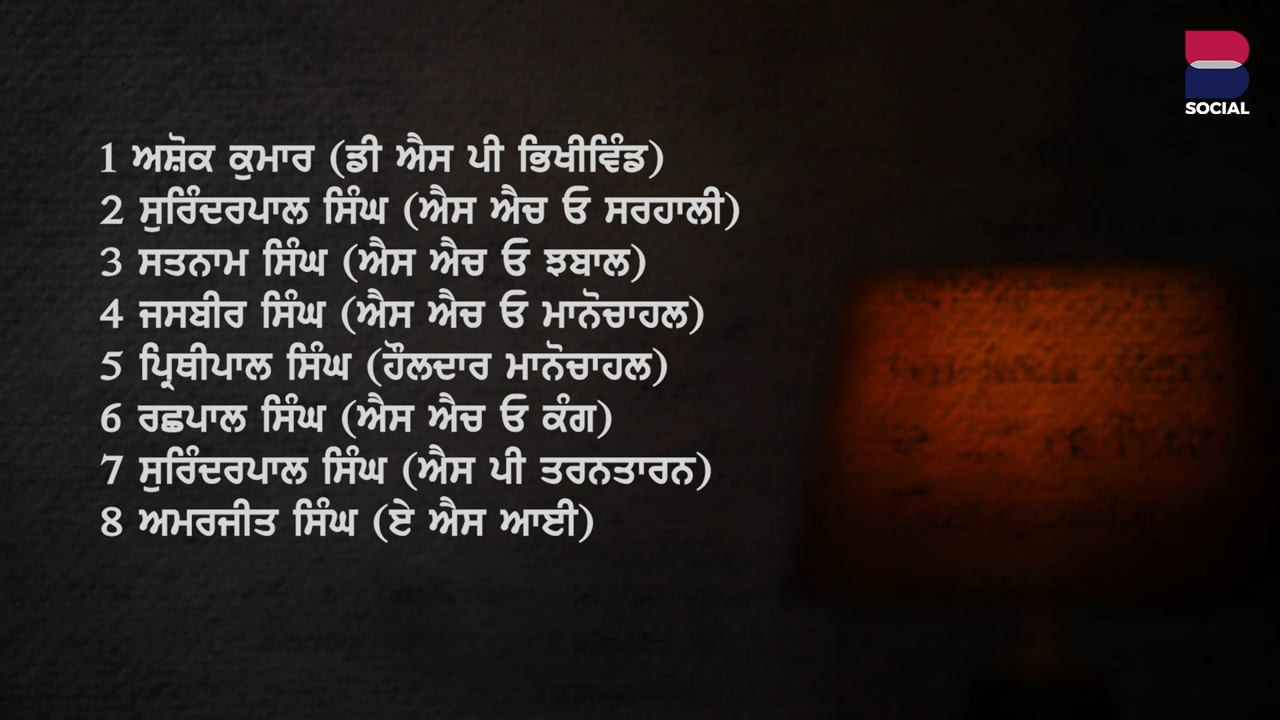 SOCIAL
1 ਅਸ਼ੋਕ ਕੁਮਾਰ (ਡੀ ਐਸ ਪੀ ਭਿਖੀਵਿੰਡ)
2 ਸੁਰਿੰਦਰਪਾਲ ਸਿੰਘ (ਐਸ ਐਚ ਓ ਸਰਹਾਲੀ)
3 ਸਤਨਾਮ ਸਿੰਘ (ਐਸ ਐਚ ਓ ਝਬਾਲ)
4 ਜਸਬੀਰ ਸਿੰਘ (ਐਸ ਐਚ ਓ ਮਾਨੋਚਾਹਲ)
5 ਪ੍ਰਿਥੀਪਾਲ ਸਿੰਘ (ਹੌਲਦਾਰ ਮਾਨੋਚਾਹਲ)
6 ਰਛਪਾਲ ਸਿੰਘ (ਐਸ ਐਚ ਓ ਕੰਗ)
7 ਸੁਰਿੰਦਰਪਾਲ ਸਿੰਘ (ਐਸ ਪੀ ਤਰਨਤਾਰਨ)
8 ਅਮਰਜੀਤ ਸਿੰਘ (ਏ ਐਸ ਆਈ)